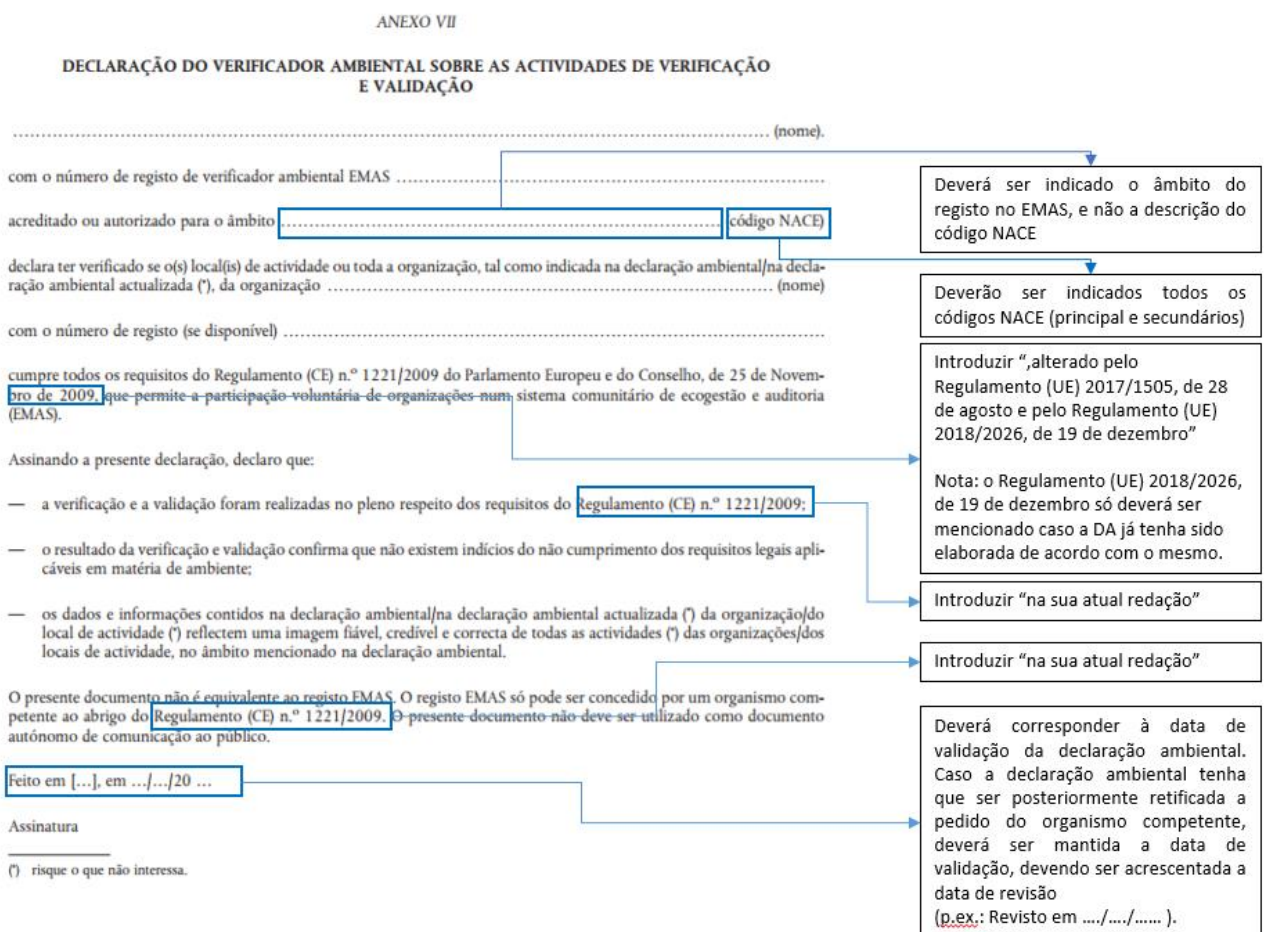 ANEXO VII
DECLARAÇÃO DO VERIFICADOR AMBIENTAL SOBRE AS ACTIVIDADES DE VERIFICAÇÃO
E VALIDAÇÃO
........................................ (nome).
com o número de registo de verificador ambiental EMAS ........................................
acreditado ou autorizado para o âmbito ........................................ código NACE)
declara ter verificado se o(s) local(is) de actividade ou toda a organização, tal como indicada na declaração ambiental/na decla-
ração ambiental actualizada (*), da organização ........................................ (nome)
com o número de registo (se disponível) ........................................
cumpre todos os requisitos do Regulamento (CE) n.º 1221/2009 do Parlamento Europeu e do Conselho, de 25 de Novem-
bro de 2009, que permite a participação voluntária de organizações num sistema comunitário de ecogestão e auditoria
(EMAS).
Assinando a presente declaração, declaro que:
— a verificação e a validação foram realizadas no pleno respeito dos requisitos do Regulamento (CE) n.º 1221/2009;
— o resultado da verificação e validação confirma que não existem indícios do não cumprimento dos requisitos legais apli-
cáveis em matéria de ambiente;
— os dados e informações contidos na declaração ambiental/na declaração ambiental actualizada (*) da organização/do
local de actividade (*) reflectem uma imagem fiável, credível e correcta de todas as actividades (*) das organizações/dos
locais de actividade, no âmbito mencionado na declaração ambiental.
O presente documento não é equivalente ao registo EMAS. O registo EMAS só pode ser concedido por um organismo com-
petente ao abrigo do Regulamento (CE) n.º 1221/2009. O presente documento não deve ser utilizado como documento
autónomo de comunicação ao público.
Feito em [...], em .../.../20 ...
Assinatura
(*) risque o que não interessa.
Deverá ser indicado o âmbito do
registo no EMAS, e não a descrição do
código NACE
Deverão ser indicados todos os
códigos NACE (principal e secundários)
Introduzir “,alterado pelo
Regulamento (UE) 2017/1505, de 28
de agosto e pelo Regulamento (UE)
2018/2026, de 19 de dezembro”
Nota: o Regulamento (UE) 2018/2026,
de 19 de dezembro só deverá ser
mencionado caso a DA já tenha sido
elaborada de acordo com o mesmo.
Introduzir “na sua atual redação”
Introduzir “na sua atual redação”
Deverá corresponder à data de
validação da declaração ambiental.
Caso a declaração ambiental tenha
que ser posteriormente retificada a
pedido do organismo competente,
deverá ser mantida a data de
validação, devendo ser acrescentada a
data de revisão
(p.ex.: Revisto em ..../..../...... ).